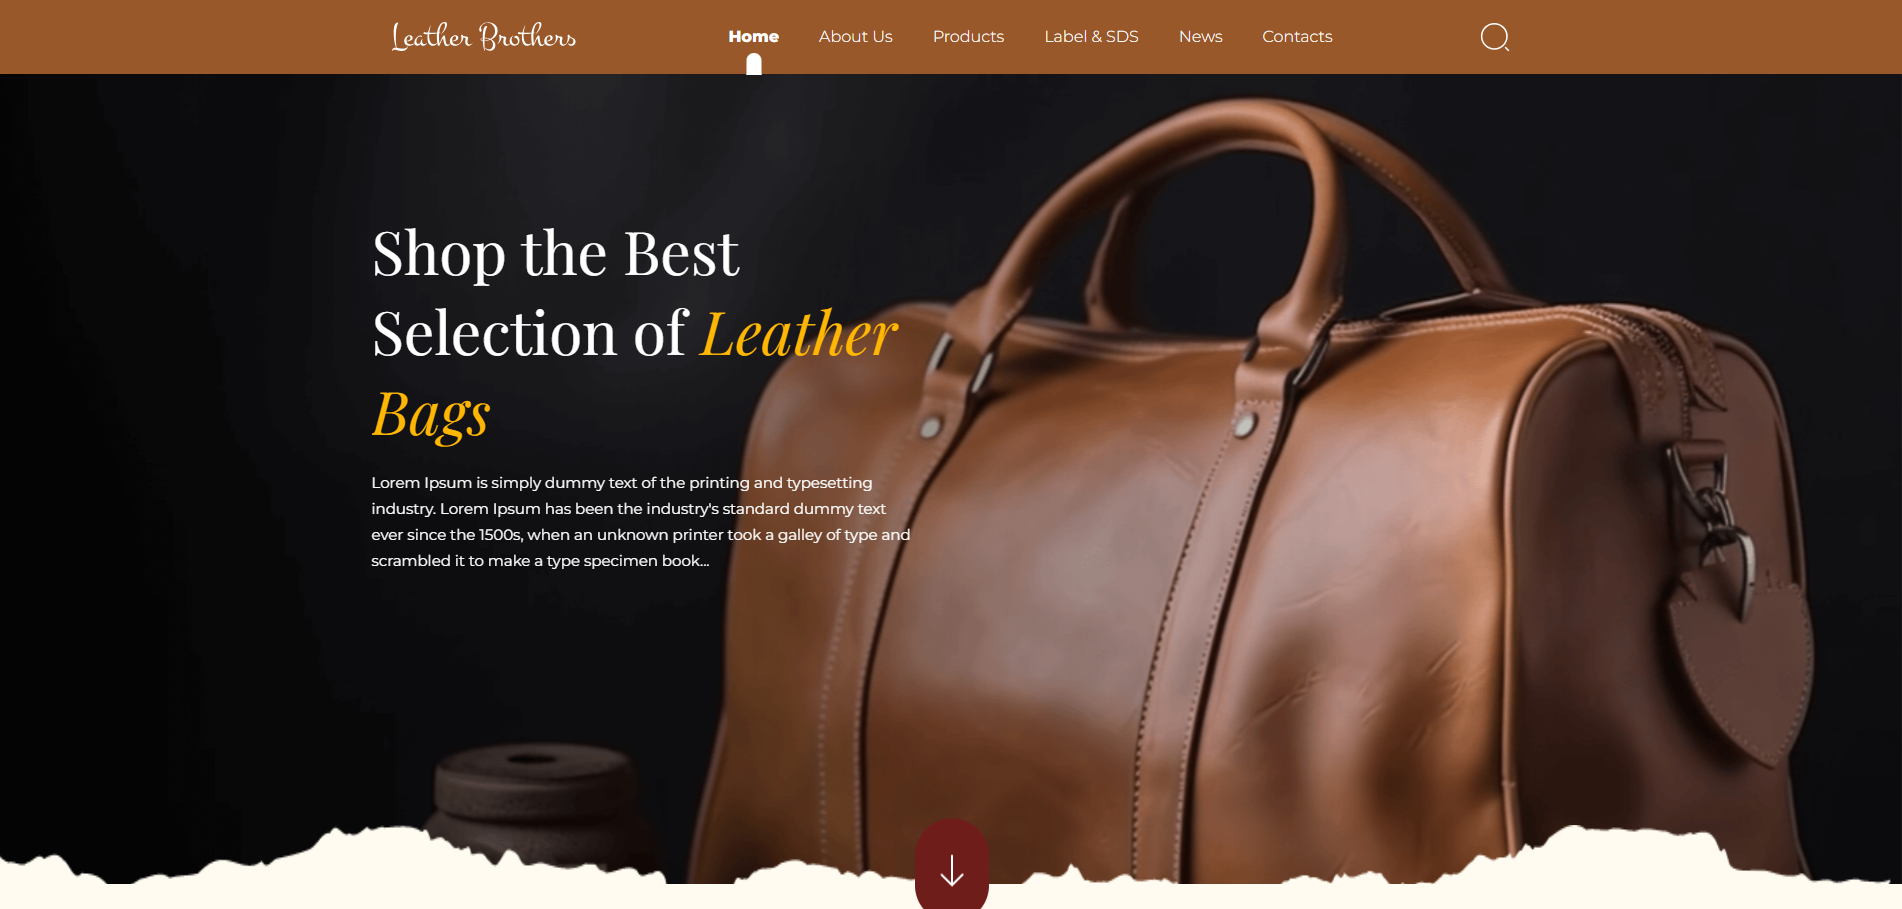 Leather Brothers
Home
About Us
Products
Label & SDS
News
Contacts
Shop the Best
Selection of Leather
Bags
Lorem Ipsum is simply dummy text of the printing and typesetting
industry. Lorem Ipsum has been the industry's standard dummy text
ever since the 1500s, when an unknown printer took a galley of type and
scrambled it to make a type specimen book...